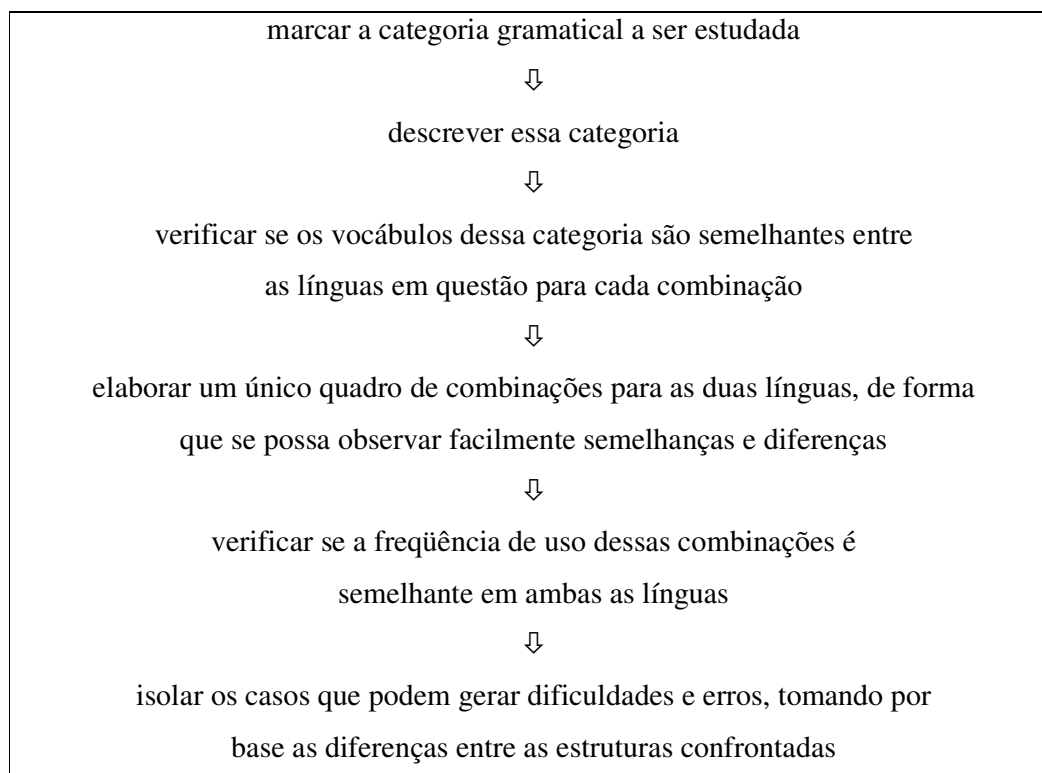 marcar a categoria gramatical a ser estudada
⇩
descrever essa categoria
⇩
verificar se os vocábulos dessa categoria são semelhantes entre
as línguas em questão para cada combinação
⇩
elaborar um único quadro de combinações para as duas línguas, de forma
que se possa observar facilmente semelhanças e diferenças
⇩
verificar se a freqüência de uso dessas combinações é
semelhante em ambas as línguas
⇩
isolar os casos que podem gerar dificuldades e erros, tomando por
base as diferenças entre as estruturas confrontadas